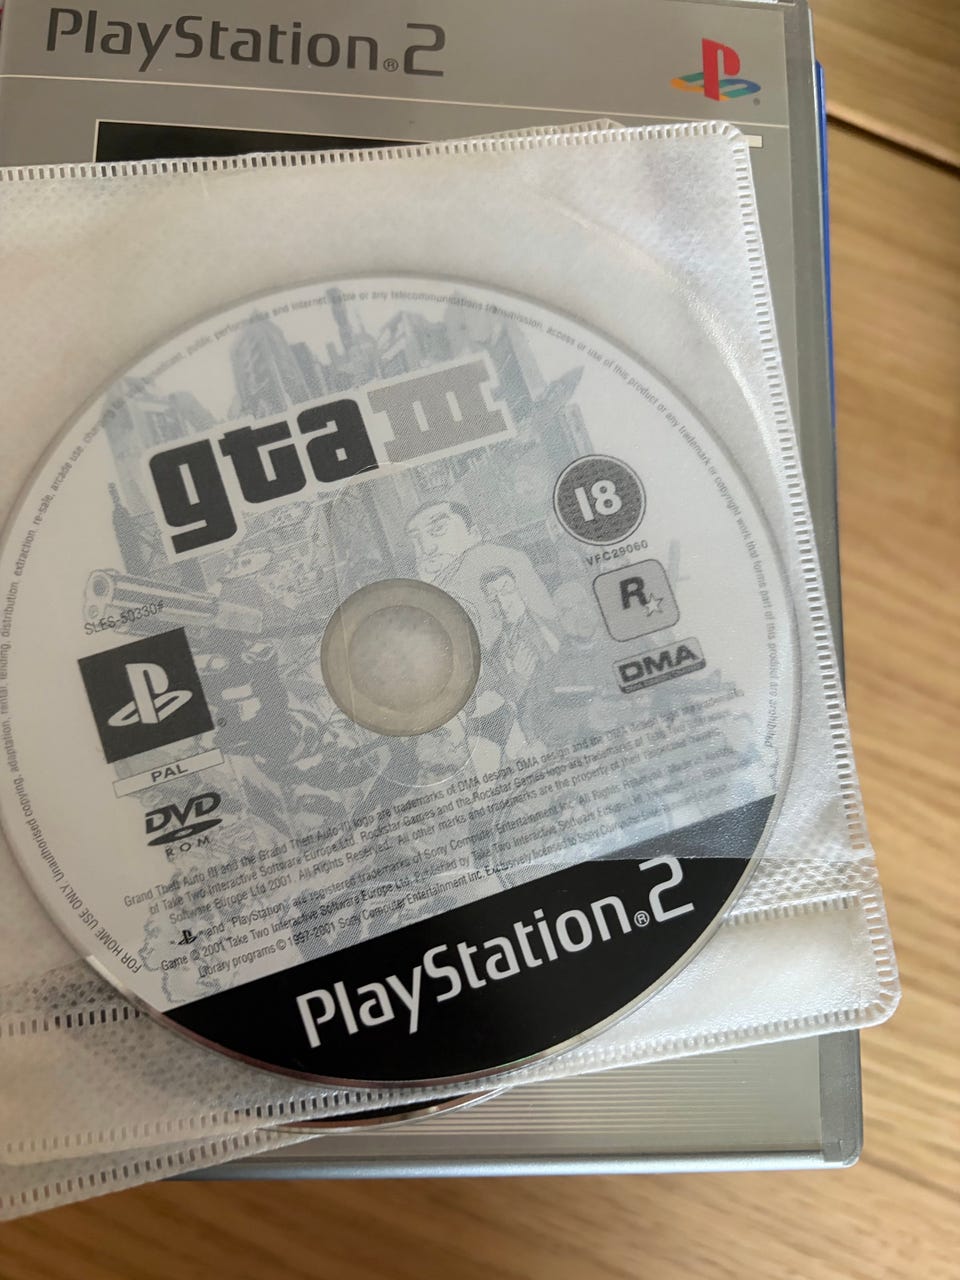 PlayStation®2
gta III
18
VFC29060
R
SLES-50330#
DMA
PAL
DVD
ROM
Grand Theft Auto III and the Grand Theft Auto III logo are trademarks of DMA design. DMA design and the DMA
of Take Two Interactive Software Europe Ltd. Rockstar Games and the Rockstar Games logo are trademarks of Take Two
Software Europe Ltd 2001. All Rights Reserved. All other marks and trademarks are the property of their respective
and "PlayStation" are registered trademarks of Sony Computer Entertainment Inc. All Rights Reserved.
Game © 2001 Take Two Interactive Software Europe Ltd. Published by Take Two Interactive Software Europe Ltd.
Library programs © 1997-2001 Sony Computer Entertainment Inc. Exclusively licensed to Sony Computer
FOR HOME USE ONLY. Unauthorised copying, adaptation, rental, lending, distribution, extraction, re-sale, arcade use, public performance and internet, cable or any telecommunications transmission, access or use of this product or any trademark or copyright work that forms part of this product are prohibited
PlayStation®2